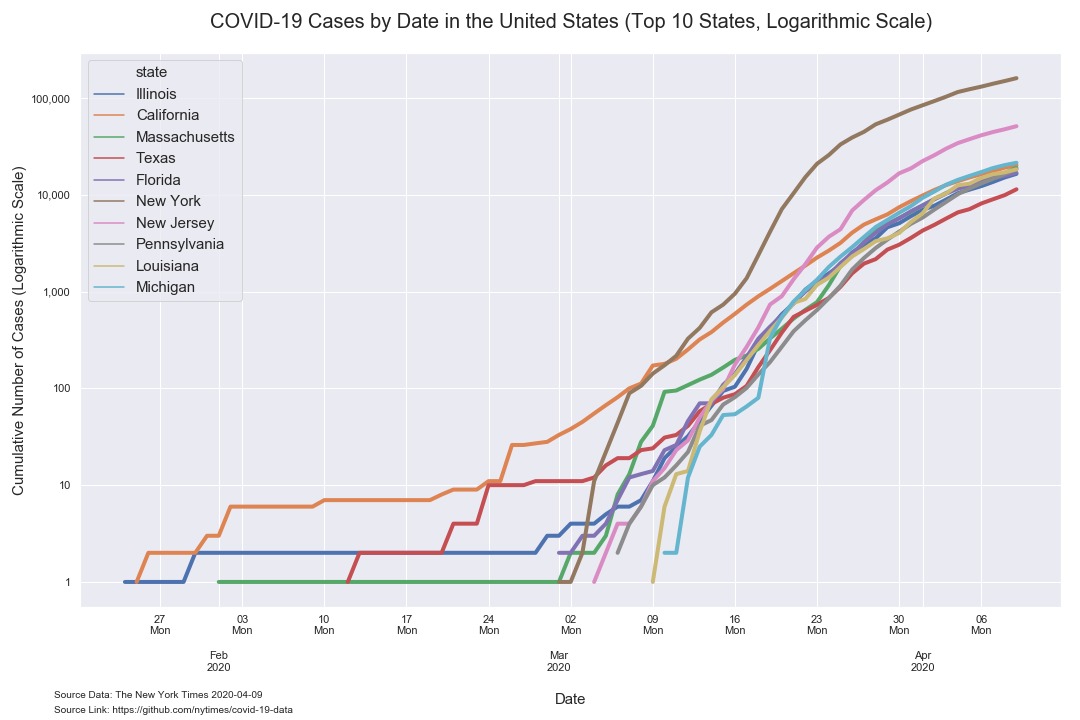 COVID-19 Cases by Date in the United States (Top 10 States, Logarithmic Scale)
Cumulative Number of Cases (Logarithmic Scale)
100,000
10,000
1,000
100
10
1
state
Illinois
California
Massachusetts
Texas
Florida
New York
New Jersey
Pennsylvania
Louisiana
Michigan
27 03 10 17 24 02 09 16 23 30 06
Mon Mon Mon Mon Mon Mon Mon Mon Mon Mon Mon
Feb Mar Apr
2020 2020 2020
Date
Source Data: The New York Times 2020-04-09
Source Link: https://github.com/nytimes/covid-19-data